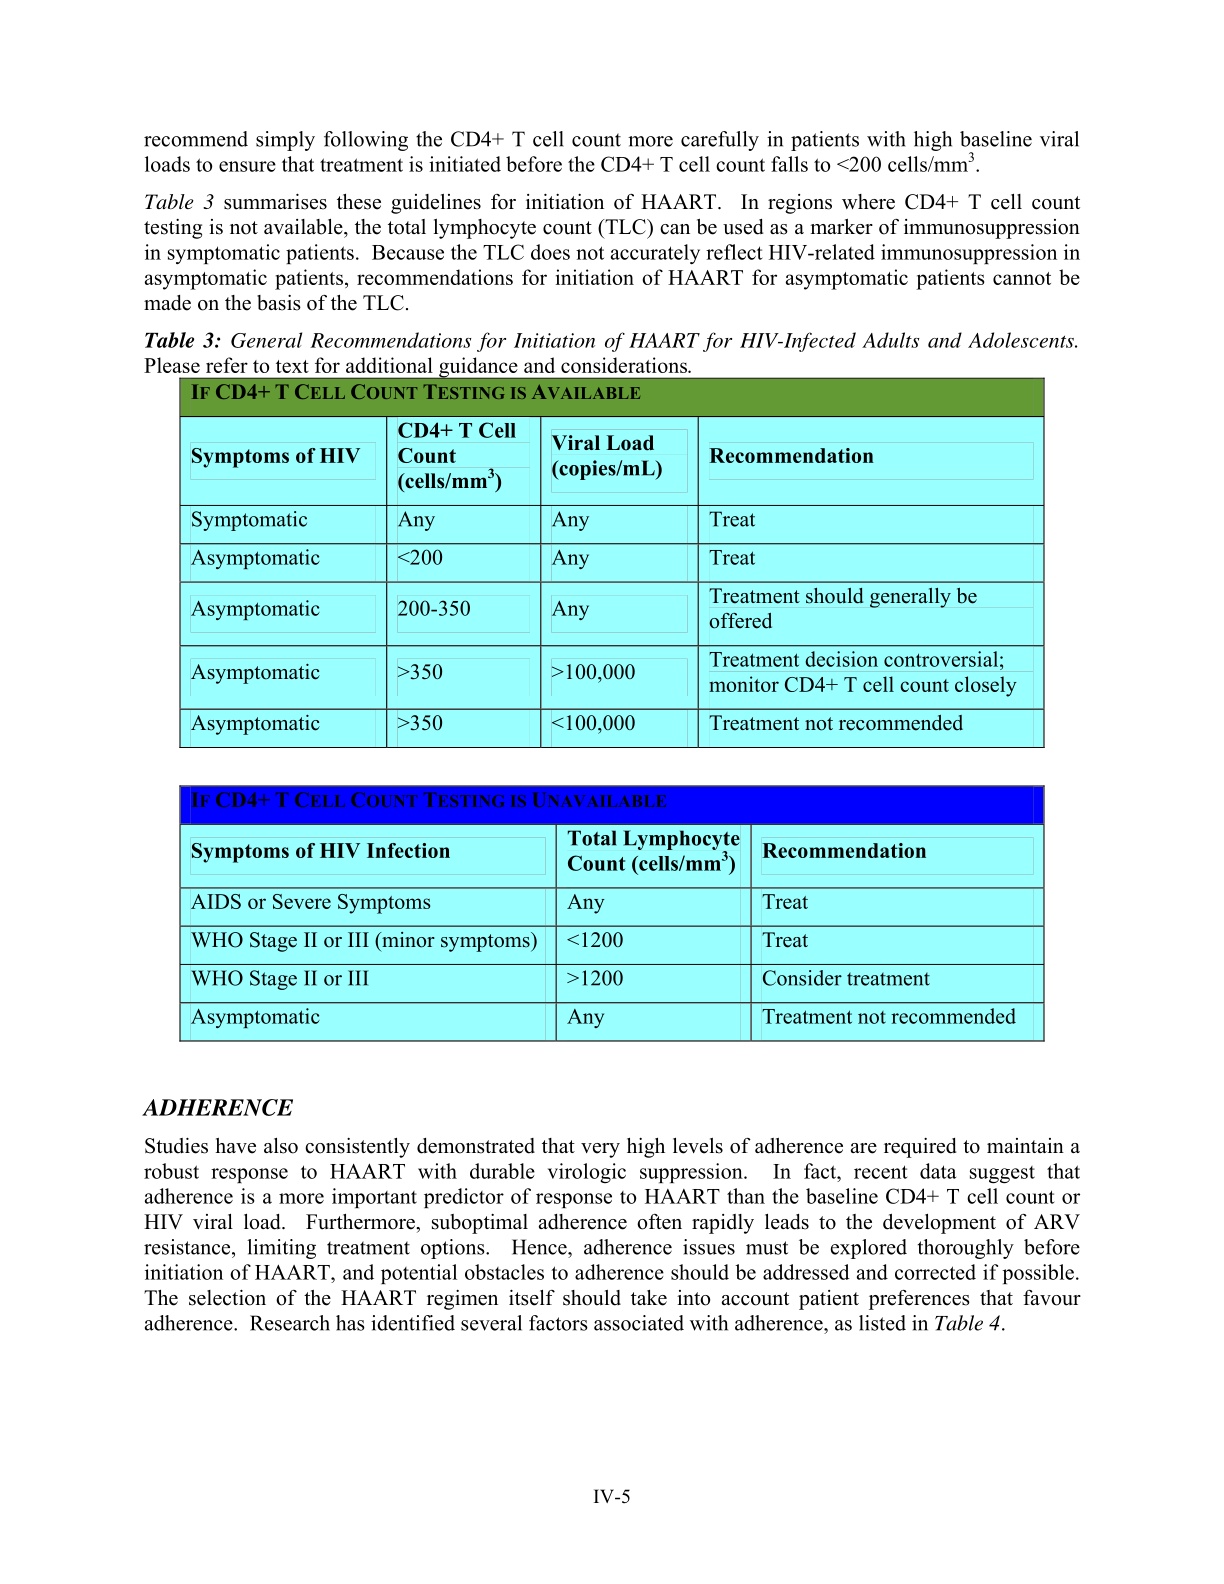 recommend simply following the CD4+ T cell count more carefully in patients with high baseline viral
loads to ensure that treatment is initiated before the CD4+ T cell count falls to <200 cells/mm³.
Table 3 summarises these guidelines for initiation of HAART. In regions where CD4+ T cell count
testing is not available, the total lymphocyte count (TLC) can be used as a marker of immunosuppression
in symptomatic patients. Because the TLC does not accurately reflect HIV-related immunosuppression in
asymptomatic patients, recommendations for initiation of HAART for asymptomatic patients cannot be
made on the basis of the TLC.
Table 3: General Recommendations for Initiation of HAART for HIV-Infected Adults and Adolescents.
Please refer to text for additional guidance and considerations.
IF CD4+ T CELL COUNT TESTING IS AVAILABLE
Symptoms of HIV
CD4+ T Cell
Count
(cells/mm³)
Viral Load
(copies/mL)
Recommendation
Symptomatic Any Any Treat
Asymptomatic <200 Any Treat
Asymptomatic 200-350 Any Treatment should generally be
offered
Asymptomatic >350 >100,000 Treatment decision controversial;
monitor CD4+ T cell count closely
Asymptomatic >350 <100,000 Treatment not recommended
IF CD4+ T CELL COUNT TESTING IS UNAVAILABLE
Symptoms of HIV Infection
Total Lymphocyte
Count (cells/mm³)
Recommendation
AIDS or Severe Symptoms Any Treat
WHO Stage II or III (minor symptoms) <1200 Treat
WHO Stage II or III >1200 Consider treatment
Asymptomatic Any Treatment not recommended
ADHERENCE
Studies have also consistently demonstrated that very high levels of adherence are required to maintain a
robust response to HAART with durable virologic suppression. In fact, recent data suggest that
adherence is a more important predictor of response to HAART than the baseline CD4+ T cell count or
HIV viral load. Furthermore, suboptimal adherence often rapidly leads to the development of ARV
resistance, limiting treatment options. Hence, adherence issues must be explored thoroughly before
initiation of HAART, and potential obstacles to adherence should be addressed and corrected if possible.
The selection of the HAART regimen itself should take into account patient preferences that favour
adherence. Research has identified several factors associated with adherence, as listed in Table 4.
IV-5